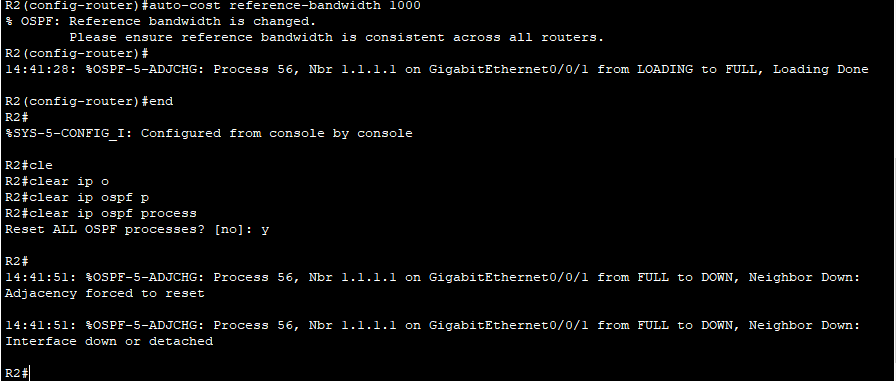 R2(config-router)#auto-cost reference-bandwidth 1000
% OSPF: Reference bandwidth is changed.
Please ensure reference bandwidth is consistent across all routers.
R2(config-router)#
14:41:28: %OSPF-5-ADJCHG: Process 56, Nbr 1.1.1.1 on GigabitEthernet0/0/1 from LOADING to FULL, Loading Done
R2(config-router)#end
R2#
%SYS-5-CONFIG_I: Configured from console by console
R2#cle
R2#clear ip o
R2#clear ip ospf p
R2#clear ip ospf process
Reset ALL OSPF processes? [no]: y
R2#
14:41:51: %OSPF-5-ADJCHG: Process 56, Nbr 1.1.1.1 on GigabitEthernet0/0/1 from FULL to DOWN, Neighbor Down:
Adjacency forced to reset
14:41:51: %OSPF-5-ADJCHG: Process 56, Nbr 1.1.1.1 on GigabitEthernet0/0/1 from FULL to DOWN, Neighbor Down:
Interface down or detached
R2#